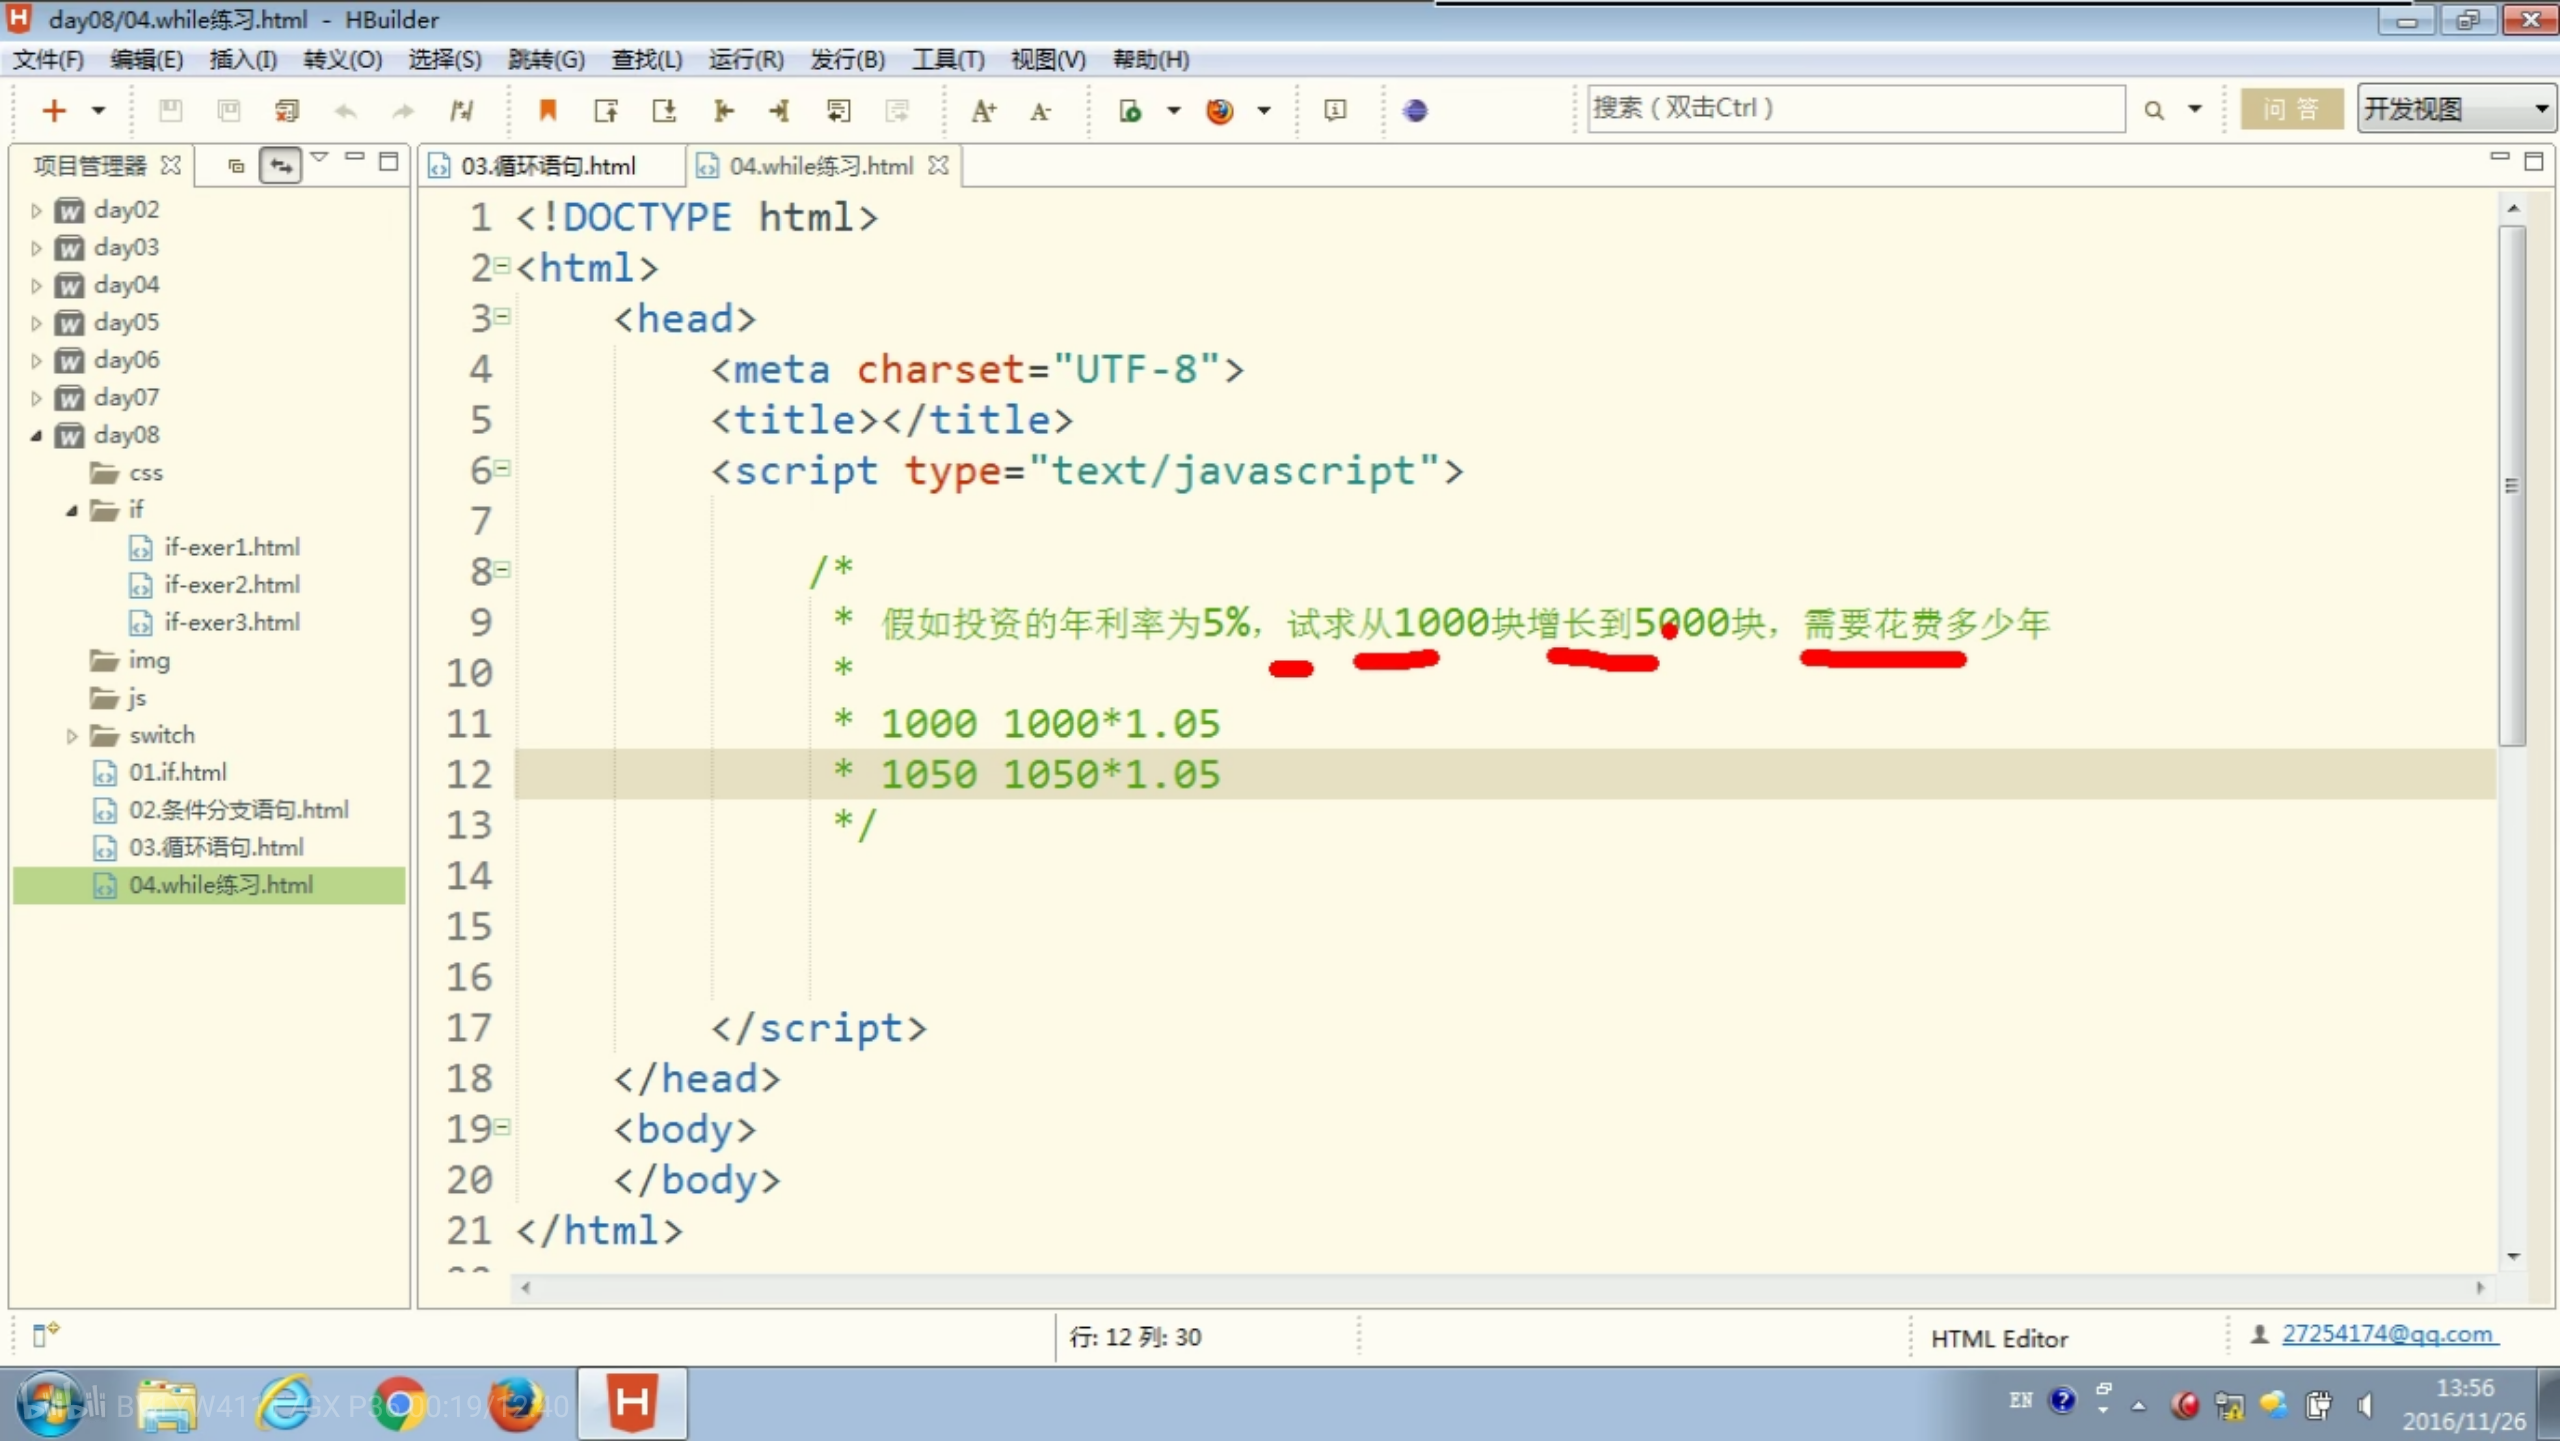 day08/04.while练习.html - HBuilder
文件(F) 编辑(E) 插入(I) 转义(O) 选择(S) 跳转(G) 查找(L) 运行(R) 发行(B) 工具(T) 视图(V) 帮助(H)
搜索(双击Ctrl) 问答 开发视图
项目管理器 03.循环语句.html 04.while练习.html
day02
day03
day04
day05
day06
day07
day08
css
if
if-exer1.html
if-exer2.html
if-exer3.html
img
js
switch
01.if.html
02.条件分支语句.html
03.循环语句.html
04.while练习.html
1 <!DOCTYPE html>
2 <html>
3 <head>
4 <meta charset="UTF-8">
5 <title></title>
6 <script type="text/javascript">
7
8 /*
9 * 假如投资的年利率为5%，试求从1000块增长到5000块，需要花费多少年
10 *
11 * 1000 1000*1.05
12 * 1050 1050*1.05
13 */
14
15
16
17 </script>
18 </head>
19 <body>
20 </body>
21 </html>
行: 12 列: 30 HTML Editor 27254174@qq.com
P36 00:19/12:40
EN 13:56
2016/11/26